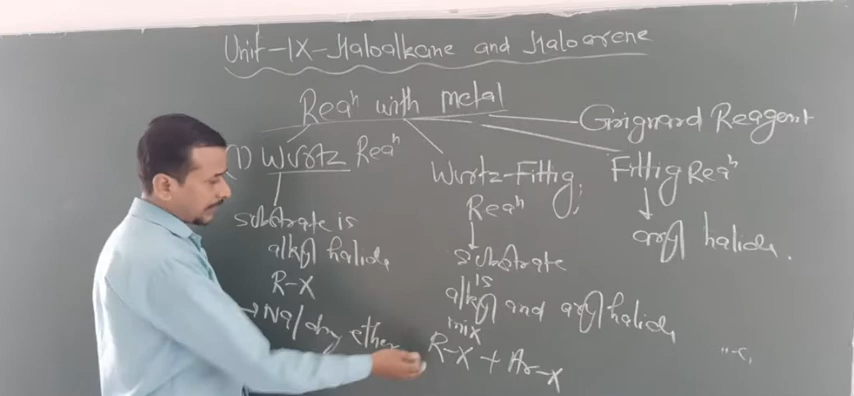 Unit-IX-Haloalkane and Haloarene
Reaⁿ with metal
Grignard Reagent
(1) Wurtz Reaⁿ
substrate is
alkyl halide
R-X
→ Na/dry ether
Wurtz-Fittig
Reaⁿ
substrate
is
alkyl and aryl halide
mix
R-X + Ar-X
Fittig Reaⁿ
aryl halide.